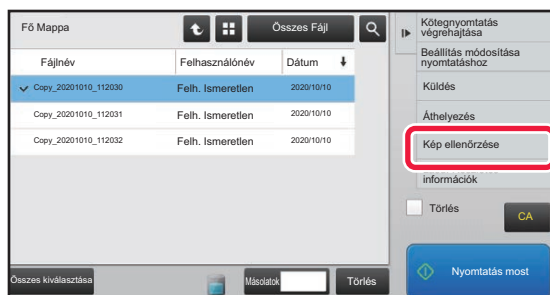 Fő Mappa
Összes Fájl
Fájlnév
Felhasználónév
Dátum
Copy_20201010_112030
Felh. Ismeretlen
2020/10/10
Copy_20201010_112031
Felh. Ismeretlen
2020/10/10
Copy_20201010_112032
Felh. Ismeretlen
2020/10/10
Összes kiválasztása
Másolatok
Törlés
Kötegnyomtatás
végrehajtása
Beállítás módosítása
nyomtatáshoz
Küldés
Áthelyezés
Kép ellenőrzése
információk
Törlés
CA
Nyomtatás most